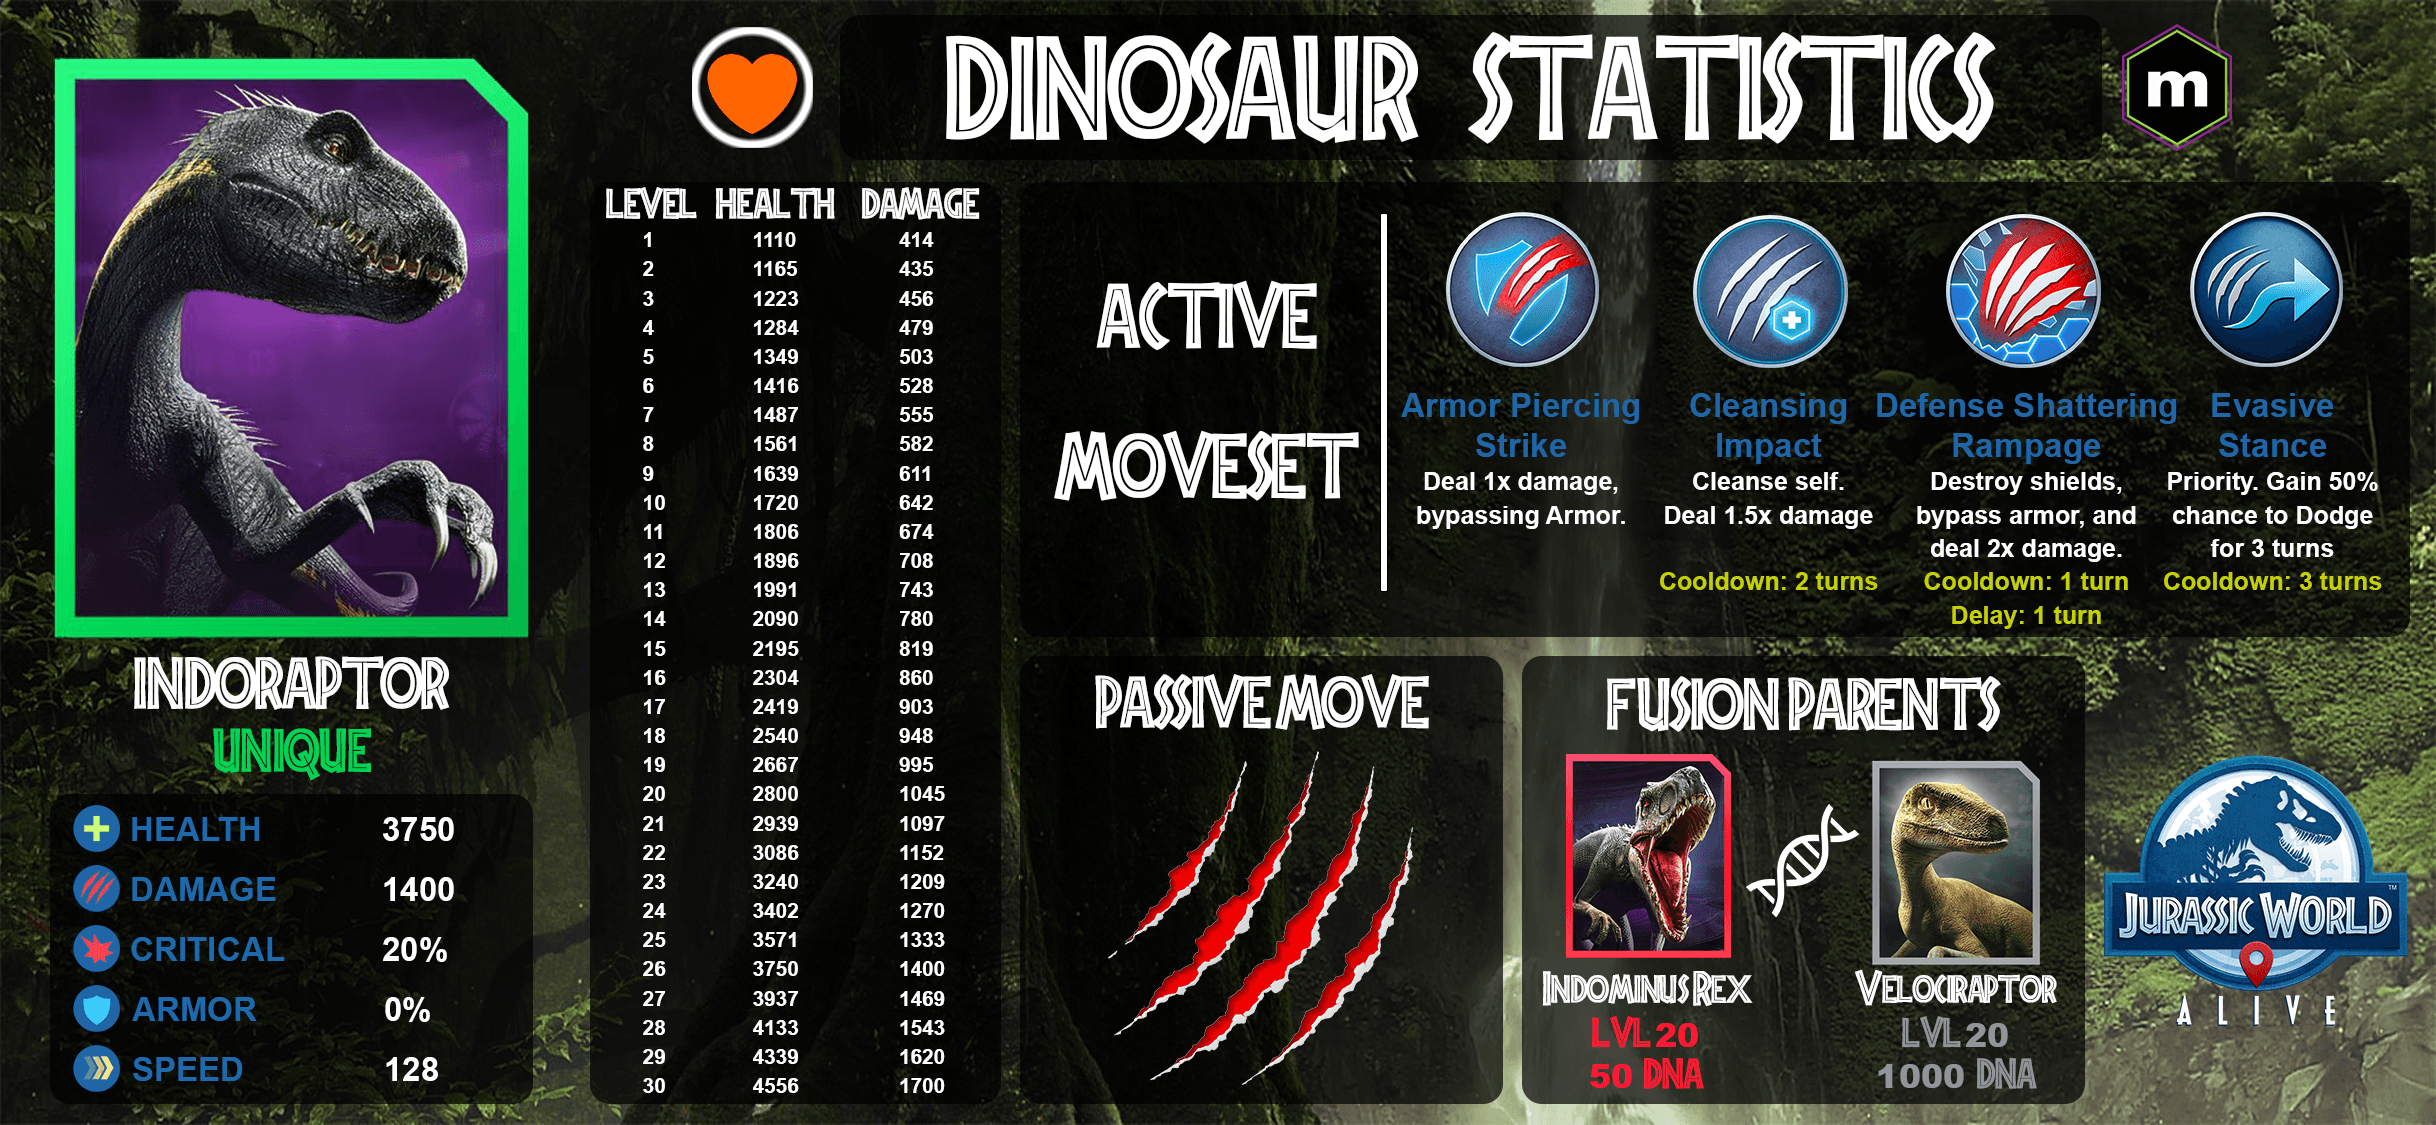 DINOSAUR STATISTICS
m
INDORAPTOR
UNIQUE
HEALTH 3750
DAMAGE 1400
CRITICAL 20%
ARMOR 0%
SPEED 128
LEVEL HEALTH DAMAGE
1 1110 414
2 1165 435
3 1223 456
4 1284 479
5 1349 503
6 1416 528
7 1487 555
8 1561 582
9 1639 611
10 1720 642
11 1806 674
12 1896 708
13 1991 743
14 2090 780
15 2195 819
16 2304 860
17 2419 903
18 2540 948
19 2667 995
20 2800 1045
21 2939 1097
22 3086 1152
23 3240 1209
24 3402 1270
25 3571 1333
26 3750 1400
27 3937 1469
28 4133 1543
29 4339 1620
30 4556 1700
ACTIVE
MOVESET
Armor Piercing
Strike
Deal 1x damage,
bypassing Armor.
Cleansing
Impact
Cleanse self.
Deal 1.5x damage
Cooldown: 2 turns
Defense Shattering
Rampage
Destroy shields,
bypass armor, and
deal 2x damage.
Cooldown: 1 turn
Delay: 1 turn
Evasive
Stance
Priority. Gain 50%
chance to Dodge
for 3 turns
Cooldown: 3 turns
PASSIVE MOVE
FUSION PARENTS
INDOMINUS REX
LVL 20
50 DNA
VELOCIRAPTOR
LVL 20
1000 DNA
JURASSIC WORLD™
ALIVE